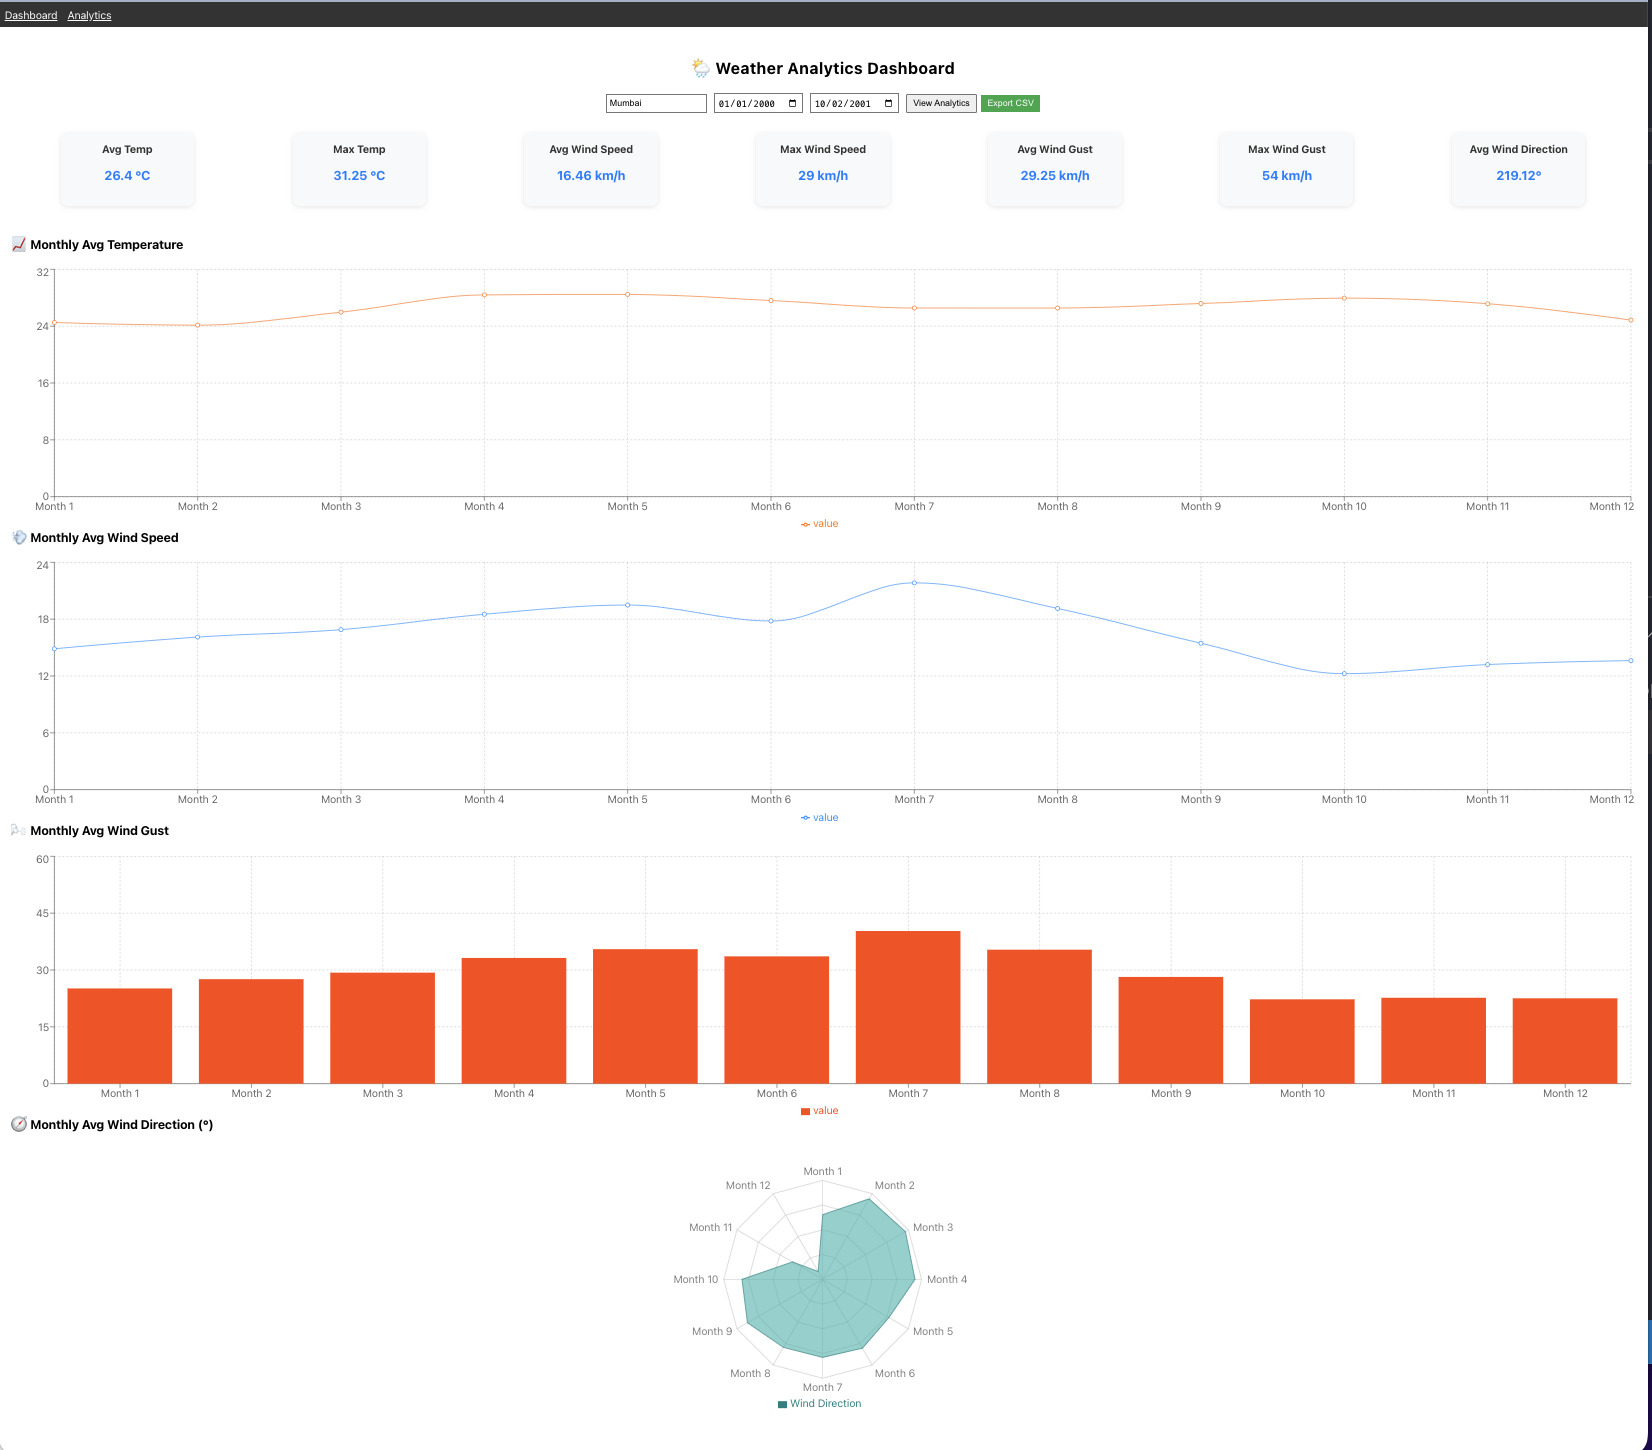 Dashboard Analytics
Weather Analytics Dashboard
Mumbai 01/01/2000 10/02/2001 View Analytics Export CSV
Avg Temp Max Temp Avg Wind Speed Max Wind Speed Avg Wind Gust Max Wind Gust Avg Wind Direction
26.4 °C 31.25 °C 16.46 km/h 29 km/h 29.25 km/h 54 km/h 219.12°
Monthly Avg Temperature
32
24
16
8
0
Month 1 Month 2 Month 3 Month 4 Month 5 Month 6 Month 7 Month 8 Month 9 Month 10 Month 11 Month 12
value
Monthly Avg Wind Speed
24
18
12
6
0
Month 1 Month 2 Month 3 Month 4 Month 5 Month 6 Month 7 Month 8 Month 9 Month 10 Month 11 Month 12
value
Monthly Avg Wind Gust
60
45
30
15
0
Month 1 Month 2 Month 3 Month 4 Month 5 Month 6 Month 7 Month 8 Month 9 Month 10 Month 11 Month 12
value
Monthly Avg Wind Direction (°)
Month 1
Month 12 Month 2
Month 11 Month 3
Month 10 Month 4
Month 9 Month 5
Month 8 Month 6
Month 7
Wind Direction